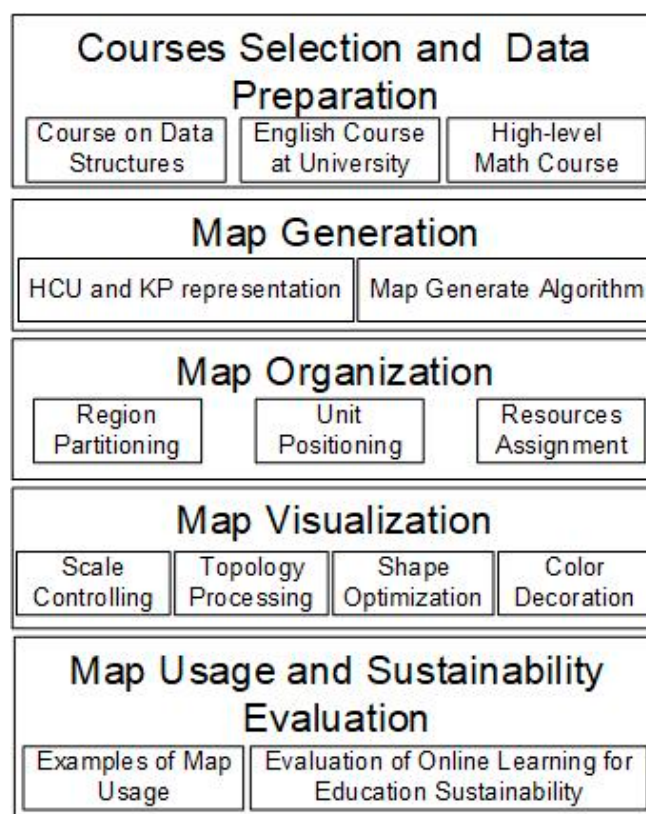 Courses Selection and Data
Preparation
Course on Data
Structures
English Course
at University
High-level
Math Course
Map Generation
HCU and KP representation
Map Generate Algorithm
Map Organization
Region
Partitioning
Unit
Positioning
Resources
Assignment
Map Visualization
Scale
Controlling
Topology
Processing
Shape
Optimization
Color
Decoration
Map Usage and Sustainability
Evaluation
Examples of Map
Usage
Evaluation of Online Learning for
Education Sustainability